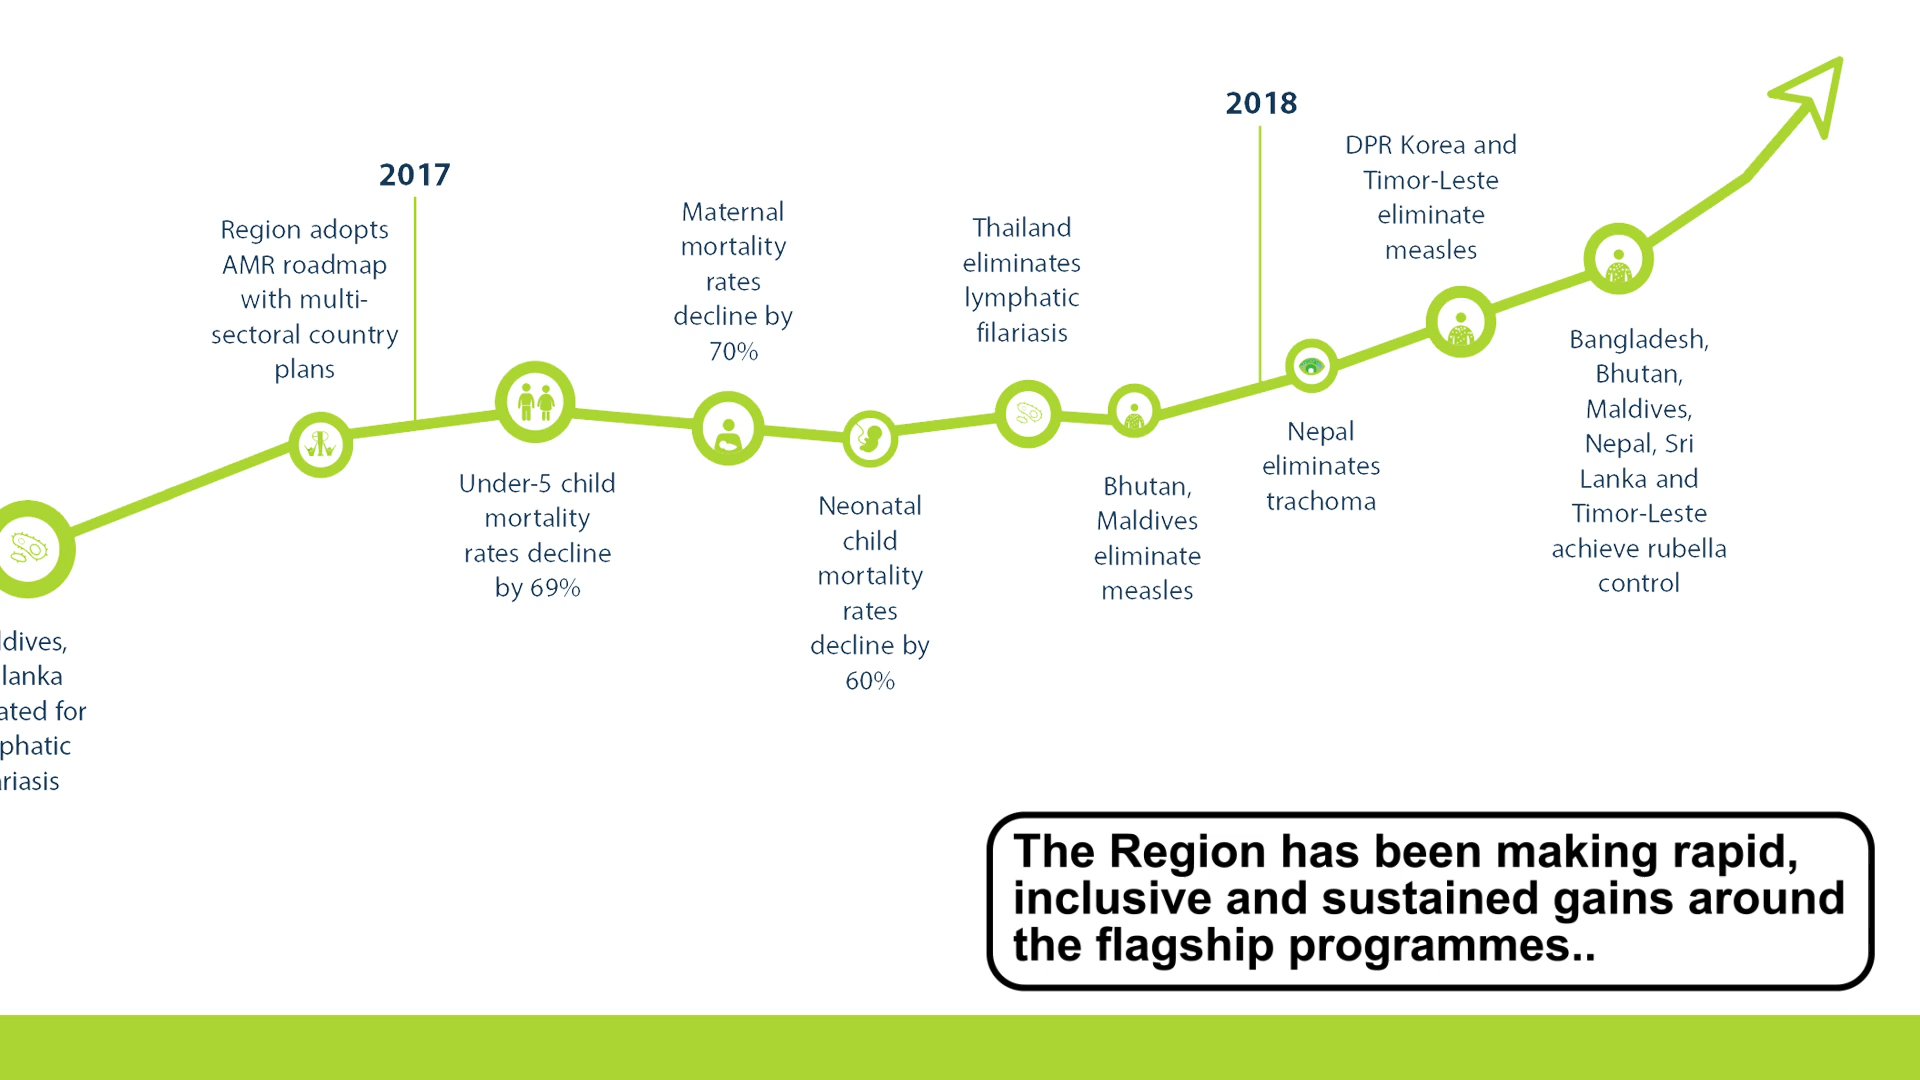 ldives,
lanka
ated for
phatic
riasis
Region adopts
AMR roadmap
with multi-
sectoral country
plans
2017
Under-5 child
mortality
rates decline
by 69%
Maternal
mortality
rates
decline by
70%
Neonatal
child
mortality
rates
decline by
60%
Thailand
eliminates
lymphatic
filariasis
Bhutan,
Maldives
eliminate
measles
2018
Nepal
eliminates
trachoma
DPR Korea and
Timor-Leste
eliminate
measles
Bangladesh,
Bhutan,
Maldives,
Nepal, Sri
Lanka and
Timor-Leste
achieve rubella
control
The Region has been making rapid,
inclusive and sustained gains around
the flagship programmes..